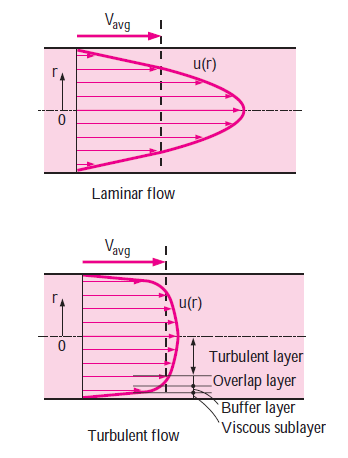 Vavg
u(r)
r
0
Laminar flow
Vavg
r
u(r)
0
Turbulent layer
Overlap layer
Buffer layer
Viscous sublayer
Turbulent flow